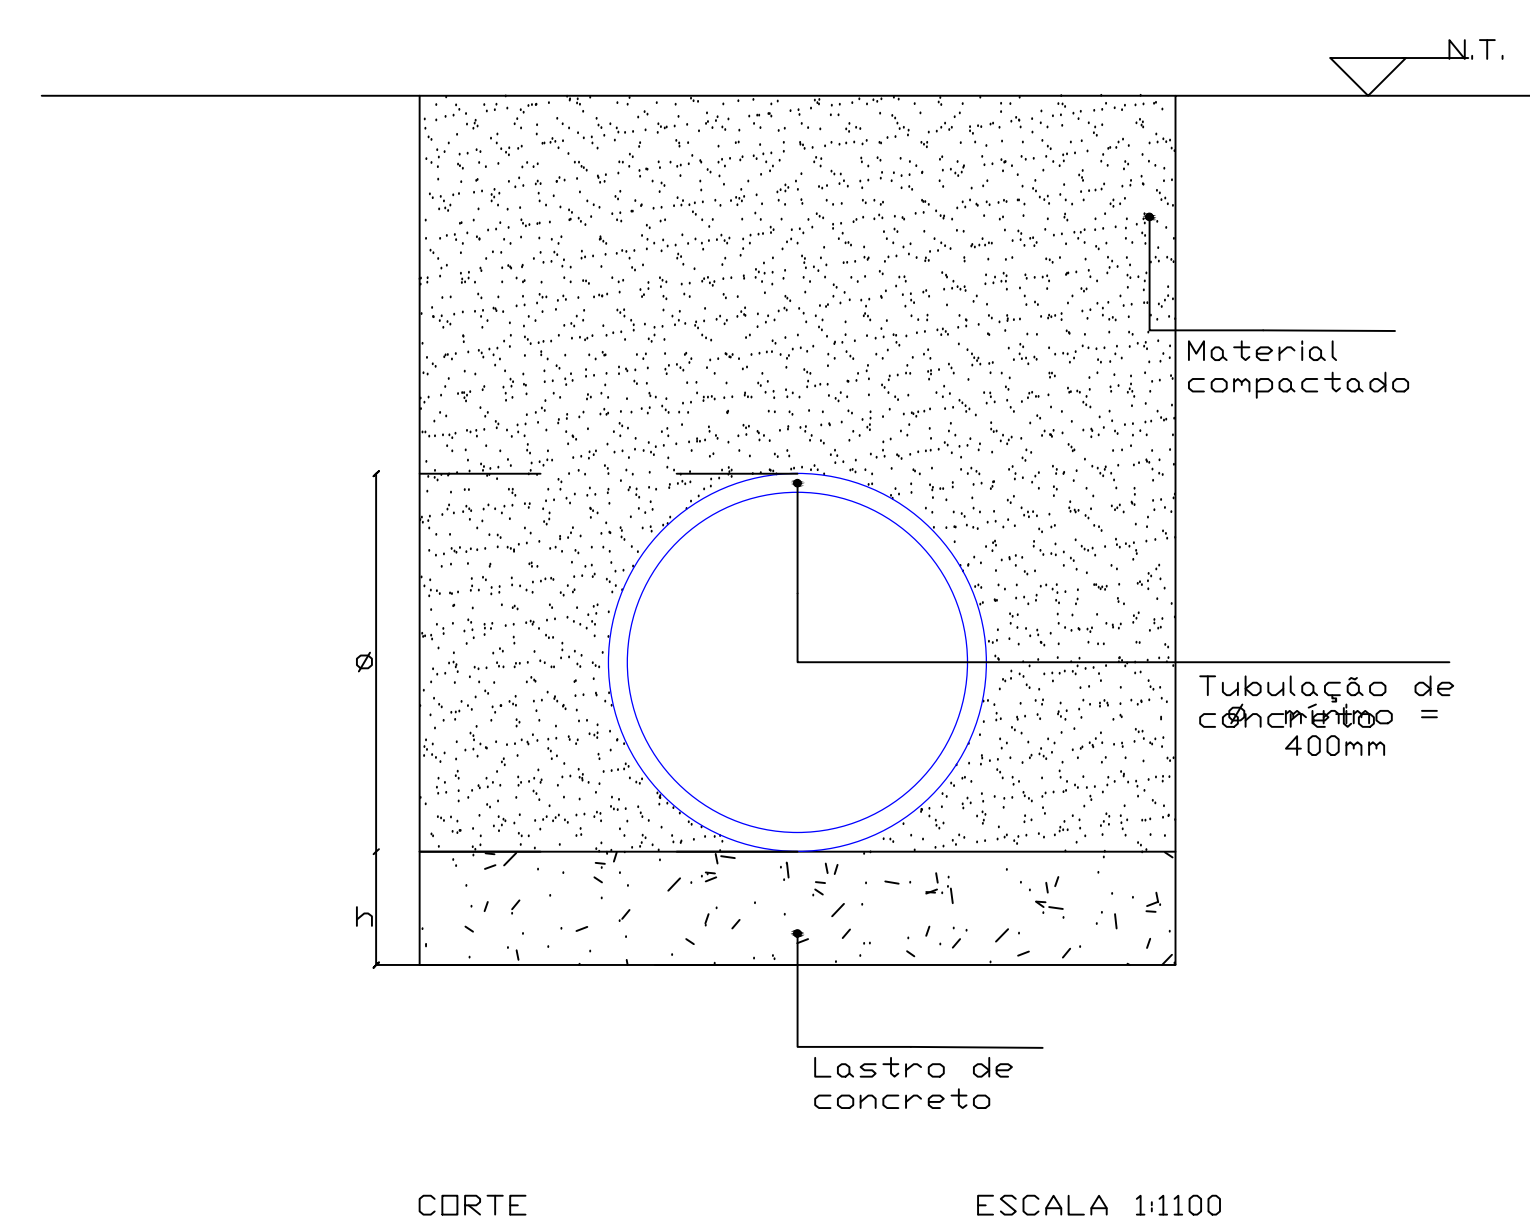 N.T.
Material
compactado
Ø
Tubulação de
concreto
Ø mínimo =
400mm
h
Lastro de
concreto
CORTE
ESCALA 1:1100